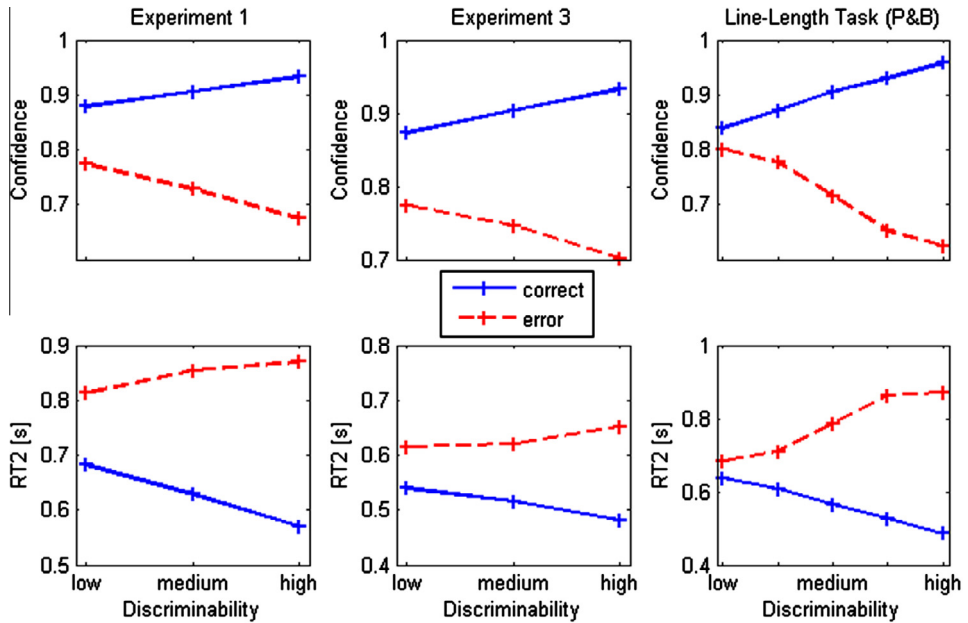 Experiment 1
Experiment 3
Line-Length Task (P&B)
1
0.9
0.8
0.7
Confidence
1
0.9
0.8
0.7
Confidence
1
0.9
0.8
0.7
Confidence
correct
error
0.9
0.8
0.7
0.6
0.5
RT2 [s]
low
medium
high
Discriminability
0.8
0.7
0.6
0.5
0.4
RT2 [s]
low
medium
high
Discriminability
1
0.8
0.6
0.4
RT2 [s]
low
medium
high
Discriminability